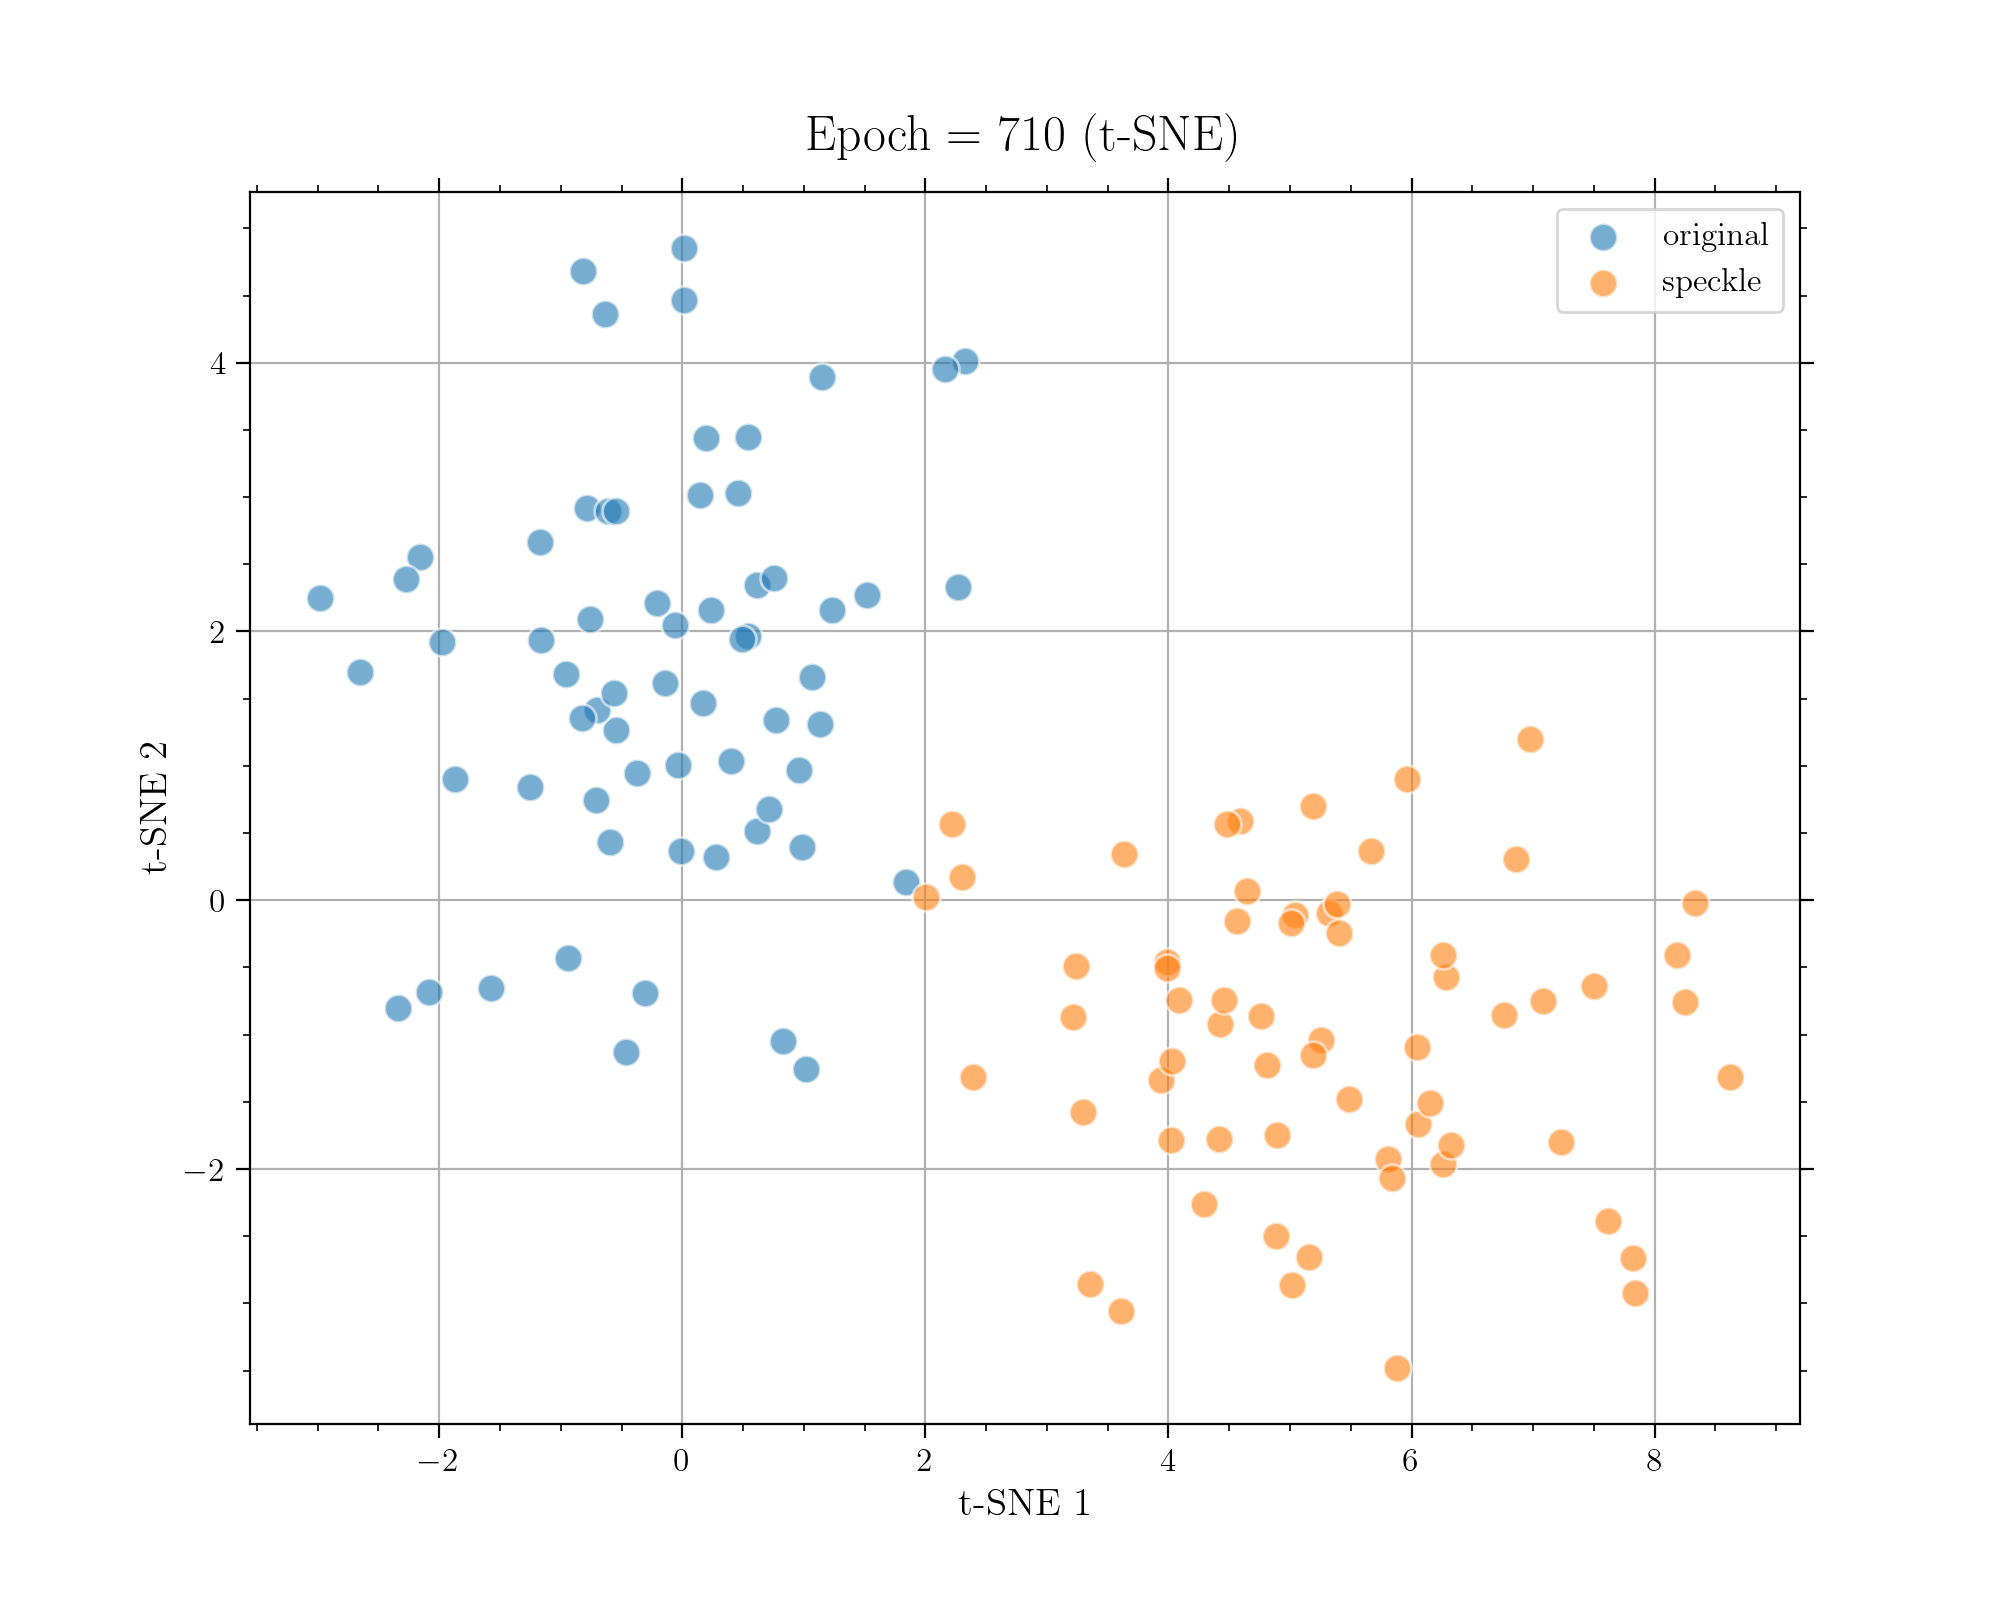 Epoch = 710 (t-SNE)
original
speckle
4
2
0
−2
t-SNE 2
−2
0
2
4
6
8
t-SNE 1